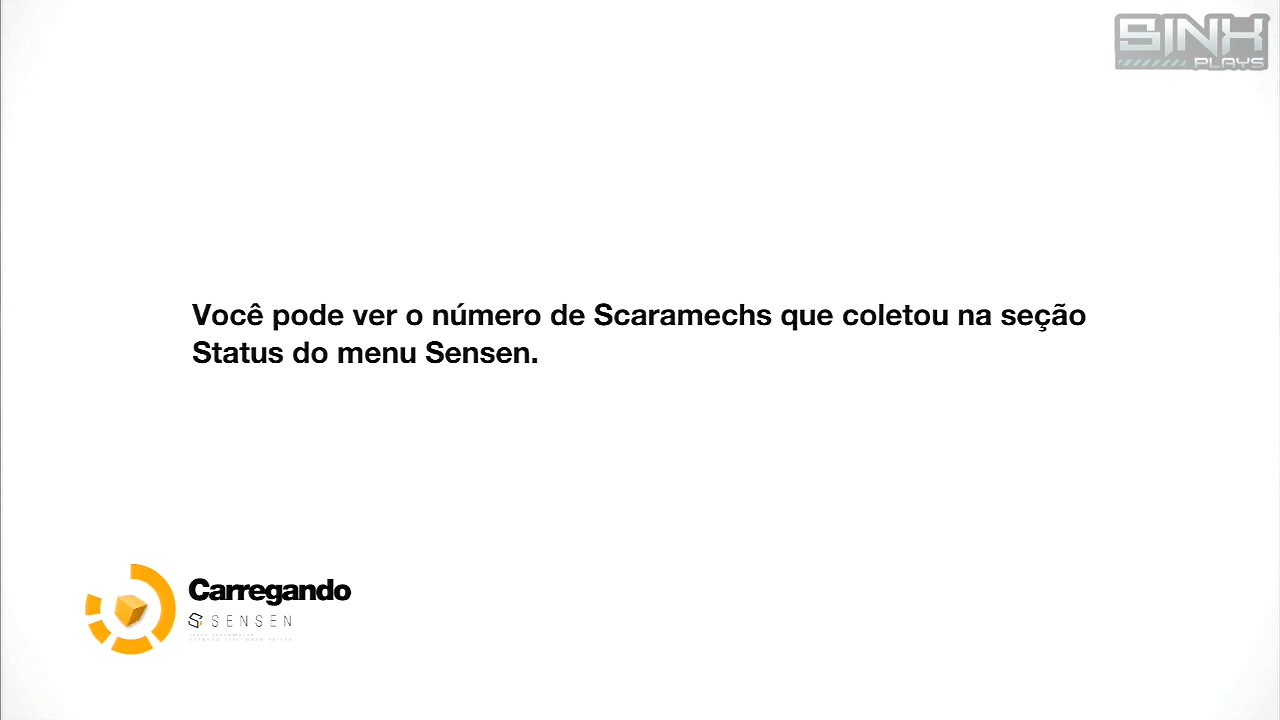 SINX
PLAYS
Você pode ver o número de Scaramechs que coletou na seção
Status do menu Sensen.
Carregando
SENSEN